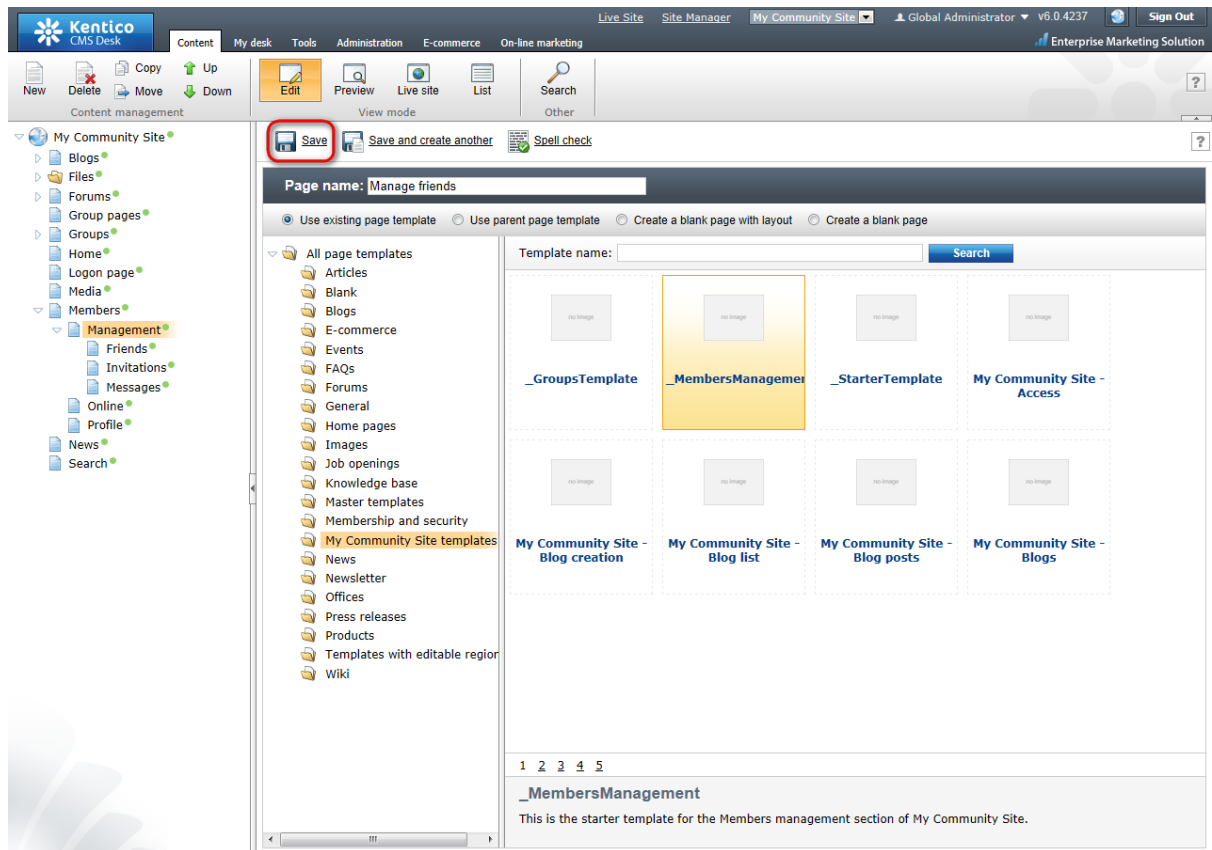 Kentico
CMS Desk
Live Site Site Manager My Community Site Global Administrator v6.0.4237 Sign Out
Content My desk Tools Administration E-commerce On-line marketing Enterprise Marketing Solution
New Delete Copy Move Up Down
Content management
Edit Preview Live site List
View mode
Search
Other
?
My Community Site
Blogs
Files
Forums
Group pages
Groups
Home
Logon page
Media
Members
Management
Friends
Invitations
Messages
Online
Profile
News
Search
Save Save and create another Spell check ?
Page name: Manage friends
Use existing page template Use parent page template Create a blank page with layout Create a blank page
All page templates
Articles
Blank
Blogs
E-commerce
Events
FAQs
Forums
General
Home pages
Images
Job openings
Knowledge base
Master templates
Membership and security
My Community Site templates
News
Newsletter
Offices
Press releases
Products
Templates with editable region
Wiki
Template name: Search
no image no image no image no image
_GroupsTemplate _MembersManagemen _StarterTemplate My Community Site -
Access
no image no image no image no image
My Community Site - My Community Site - My Community Site - My Community Site -
Blog creation Blog list Blog posts Blogs
1 2 3 4 5
_MembersManagement
This is the starter template for the Members management section of My Community Site.